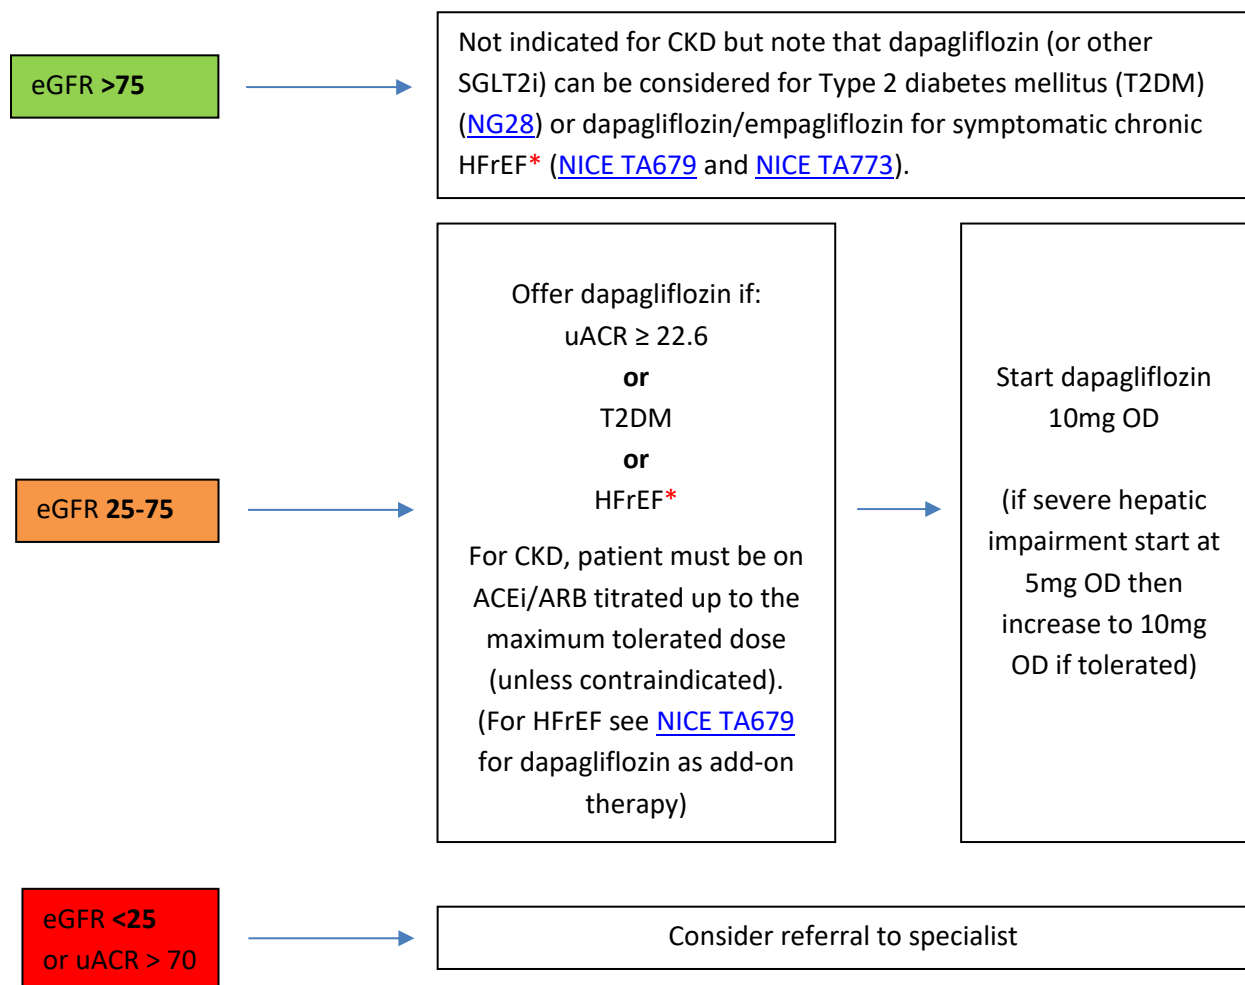 eGFR >75
Not indicated for CKD but note that dapagliflozin (or other
SGLT2i) can be considered for Type 2 diabetes mellitus (T2DM)
(NG28) or dapagliflozin/empagliflozin for symptomatic chronic
HFrEF* (NICE TA679 and NICE TA773).
eGFR 25-75
Offer dapagliflozin if:
uACR ≥ 22.6
or
T2DM
or
HFrEF*
For CKD, patient must be on
ACEi/ARB titrated up to the
maximum tolerated dose
(unless contraindicated).
(For HFrEF see NICE TA679
for dapagliflozin as add-on
therapy)
Start dapagliflozin
10mg OD
(if severe hepatic
impairment start at
5mg OD then
increase to 10mg
OD if tolerated)
eGFR <25
or uACR > 70
Consider referral to specialist